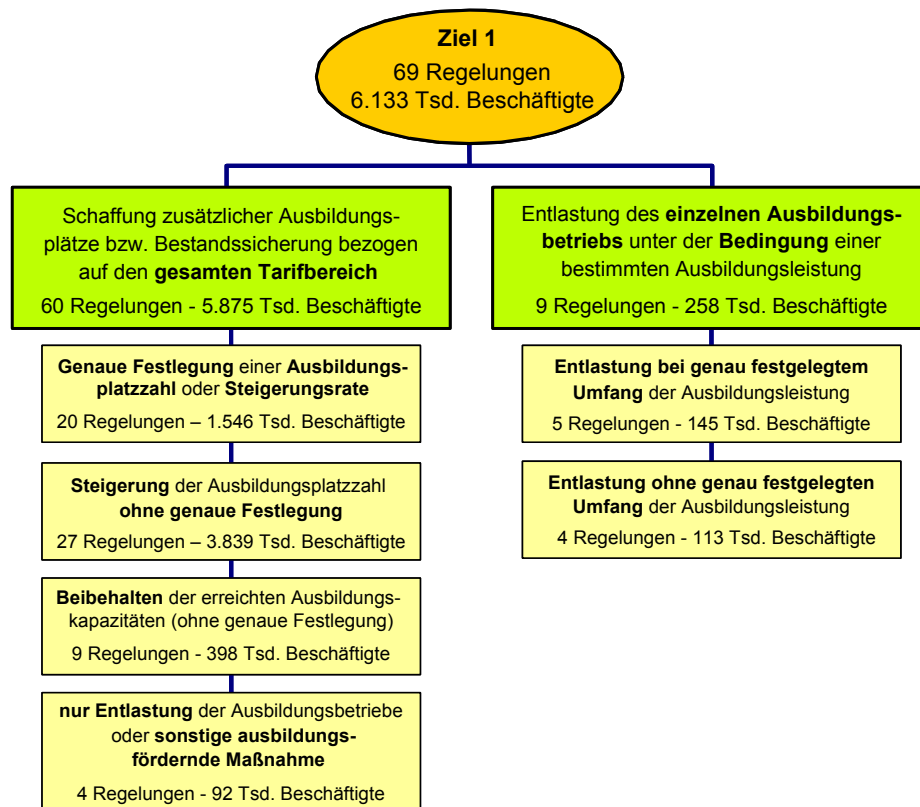 Ziel 1
69 Regelungen
6.133 Tsd. Beschäftigte
Schaffung zusätzlicher Ausbildungs-
plätze bzw. Bestandssicherung bezogen
auf den gesamten Tarifbereich
60 Regelungen - 5.875 Tsd. Beschäftigte
Genaue Festlegung einer Ausbildungs-
platzzahl oder Steigerungsrate
20 Regelungen – 1.546 Tsd. Beschäftigte
Steigerung der Ausbildungsplatzzahl
ohne genaue Festlegung
27 Regelungen – 3.839 Tsd. Beschäftigte
Beibehalten der erreichten Ausbildungs-
kapazitäten (ohne genaue Festlegung)
9 Regelungen - 398 Tsd. Beschäftigte
nur Entlastung der Ausbildungsbetriebe
oder sonstige ausbildungs-
fördernde Maßnahme
4 Regelungen - 92 Tsd. Beschäftigte
Entlastung des einzelnen Ausbildungs-
betriebs unter der Bedingung einer
bestimmten Ausbildungsleistung
9 Regelungen - 258 Tsd. Beschäftigte
Entlastung bei genau festgelegtem
Umfang der Ausbildungsleistung
5 Regelungen - 145 Tsd. Beschäftigte
Entlastung ohne genau festgelegten
Umfang der Ausbildungsleistung
4 Regelungen - 113 Tsd. Beschäftigte